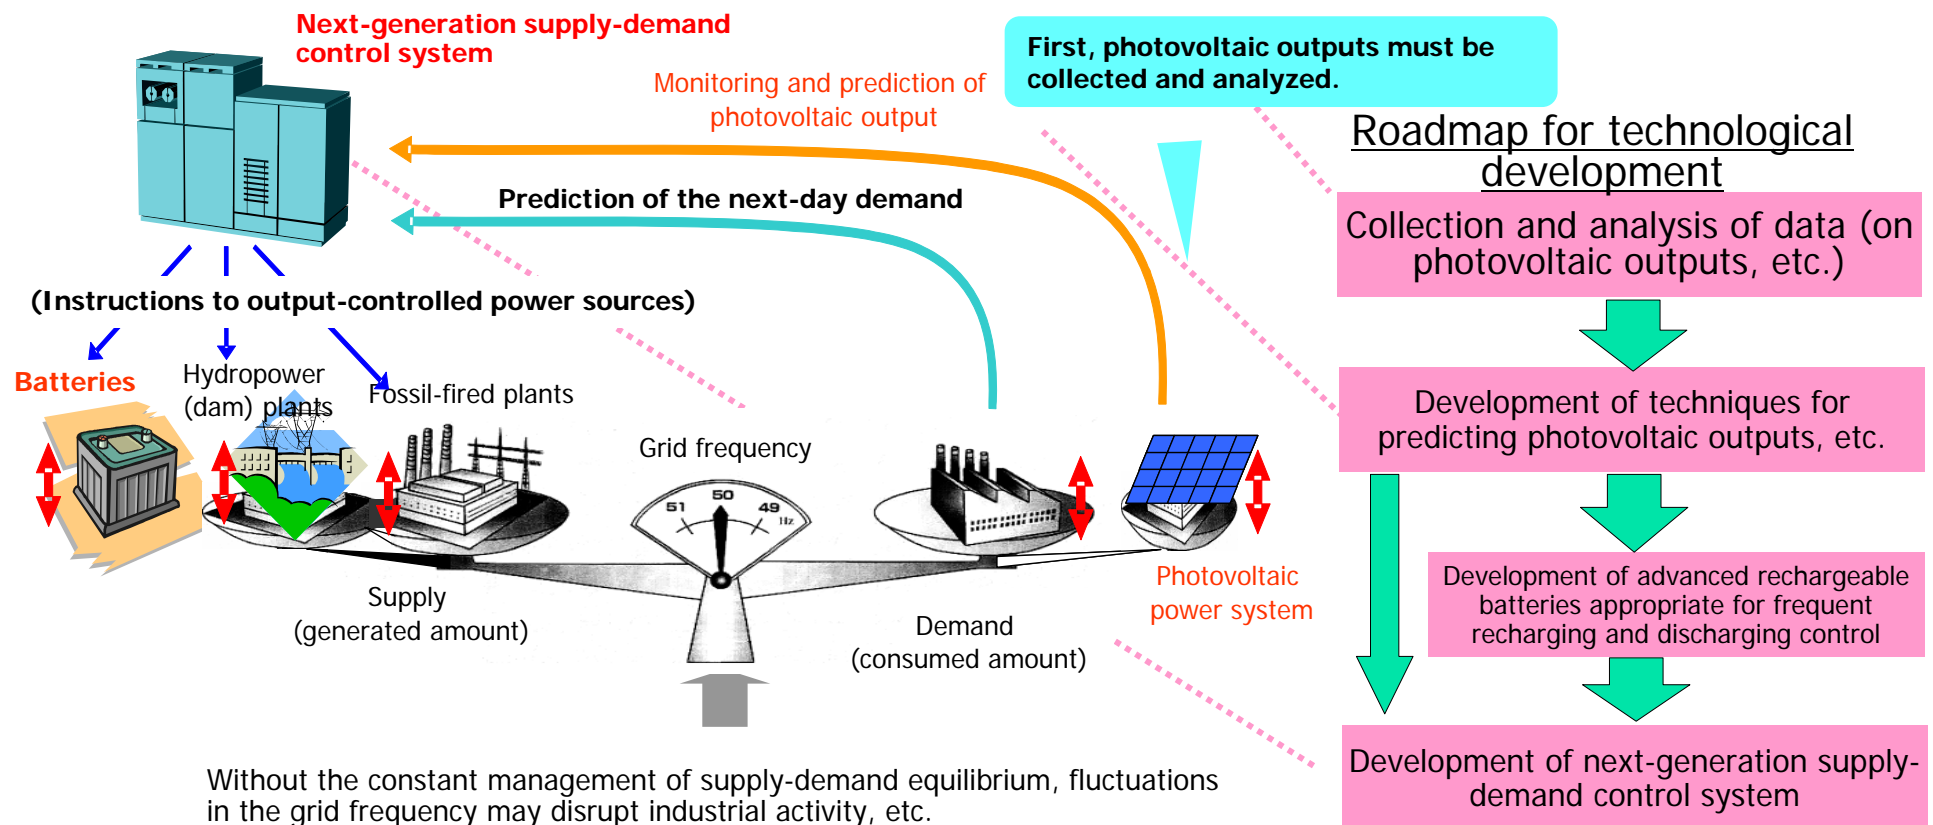 Next-generation supply-demand
control system
Monitoring and prediction of
photovoltaic output
First, photovoltaic outputs must be
collected and analyzed.
Prediction of the next-day demand
(Instructions to output-controlled power sources)
Batteries
Hydropower
(dam) plants
Fossil-fired plants
Grid frequency
51
50
49
Hz
Supply
(generated amount)
Demand
(consumed amount)
Photovoltaic
power system
Without the constant management of supply-demand equilibrium, fluctuations
in the grid frequency may disrupt industrial activity, etc.
Roadmap for technological
development
Collection and analysis of data (on
photovoltaic outputs, etc.)
Development of techniques for
predicting photovoltaic outputs, etc.
Development of advanced rechargeable
batteries appropriate for frequent
recharging and discharging control
Development of next-generation supply-
demand control system